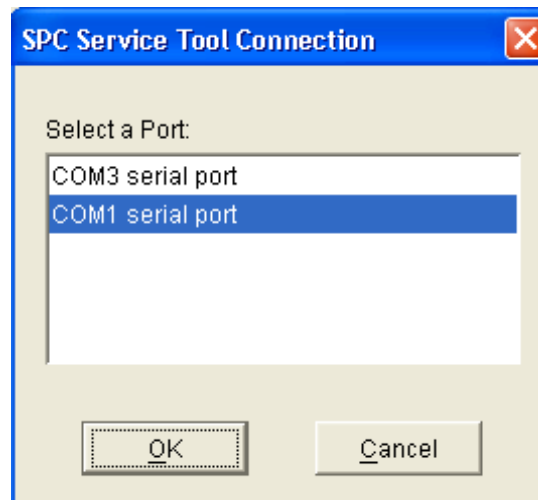 SPC Service Tool Connection
Select a Port:
COM3 serial port
COM1 serial port
OK
Cancel